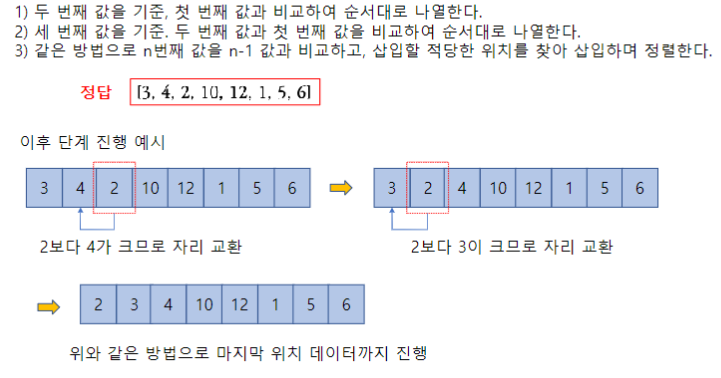 1) 두 번째 값을 기준, 첫 번째 값과 비교하여 순서대로 나열한다.
2) 세 번째 값을 기준. 두 번째 값과 첫 번째 값을 비교하여 순서대로 나열한다.
3) 같은 방법으로 n번째 값을 n-1 값과 비교하고, 삽입할 적당한 위치를 찾아 삽입하며 정렬한다.
정답 [3, 4, 2, 10, 12, 1, 5, 6]
이후 단계 진행 예시
3 4 2 10 12 1 5 6
3 2 4 10 12 1 5 6
2보다 4가 크므로 자리 교환
2보다 3이 크므로 자리 교환
2 3 4 10 12 1 5 6
위와 같은 방법으로 마지막 위치 데이터까지 진행